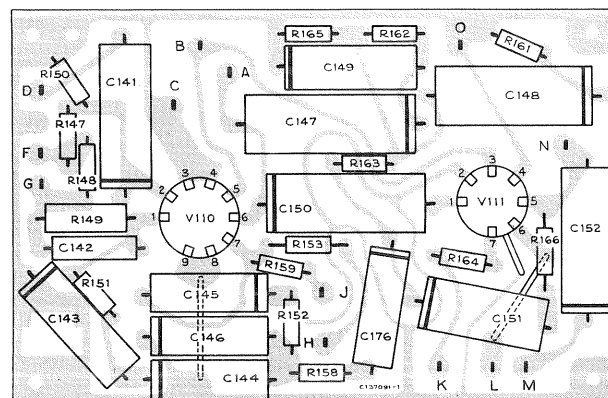 B
R165
R162
O
R161
R150
C141
A
C149
D
C
C148
R147
C147
F
N
R148
R163
G
3
4
2
5
1
V110
6
7
9
8
C150
3
4
2
1
V111
5
6
7
C152
R149
R166
C142
R153
R159
R164
R151
C145
J
C143
R152
C151
C146
H
C176
C144
R158
C137091-1
K
L
M